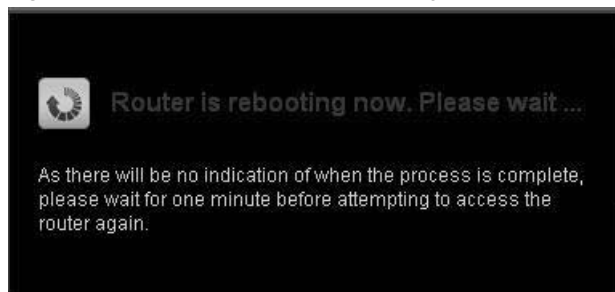 Router is rebooting now. Please wait ...
As there will be no indication of when the process is complete,
please wait for one minute before attempting to access the
router again.